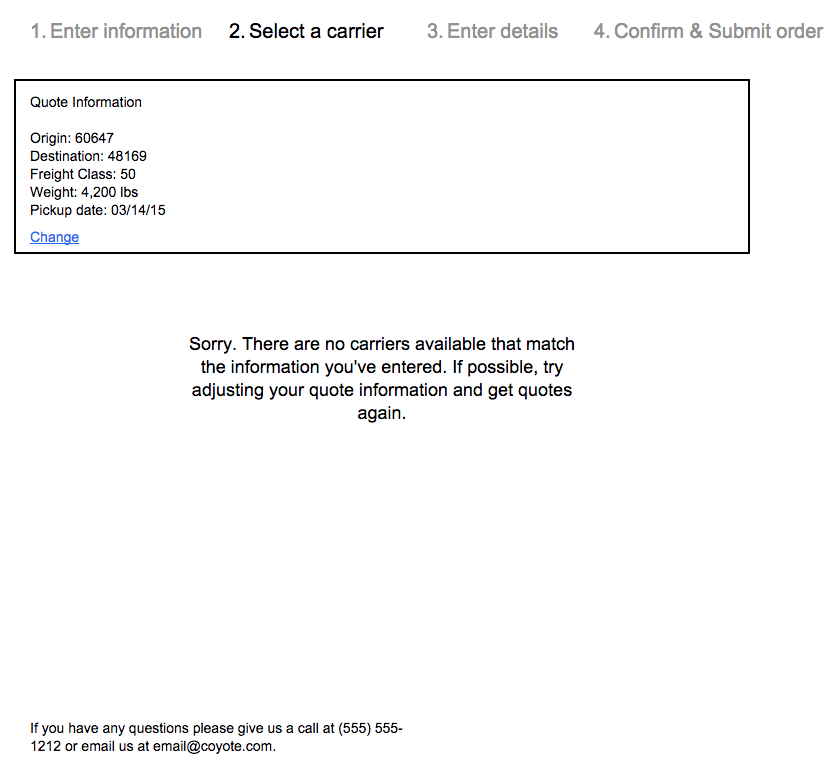 1. Enter information 2. Select a carrier 3. Enter details 4. Confirm & Submit order
Quote Information
Origin: 60647
Destination: 48169
Freight Class: 50
Weight: 4,200 lbs
Pickup date: 03/14/15
Change
Sorry. There are no carriers available that match
the information you've entered. If possible, try
adjusting your quote information and get quotes
again.
If you have any questions please give us a call at (555) 555-
1212 or email us at email@coyote.com.